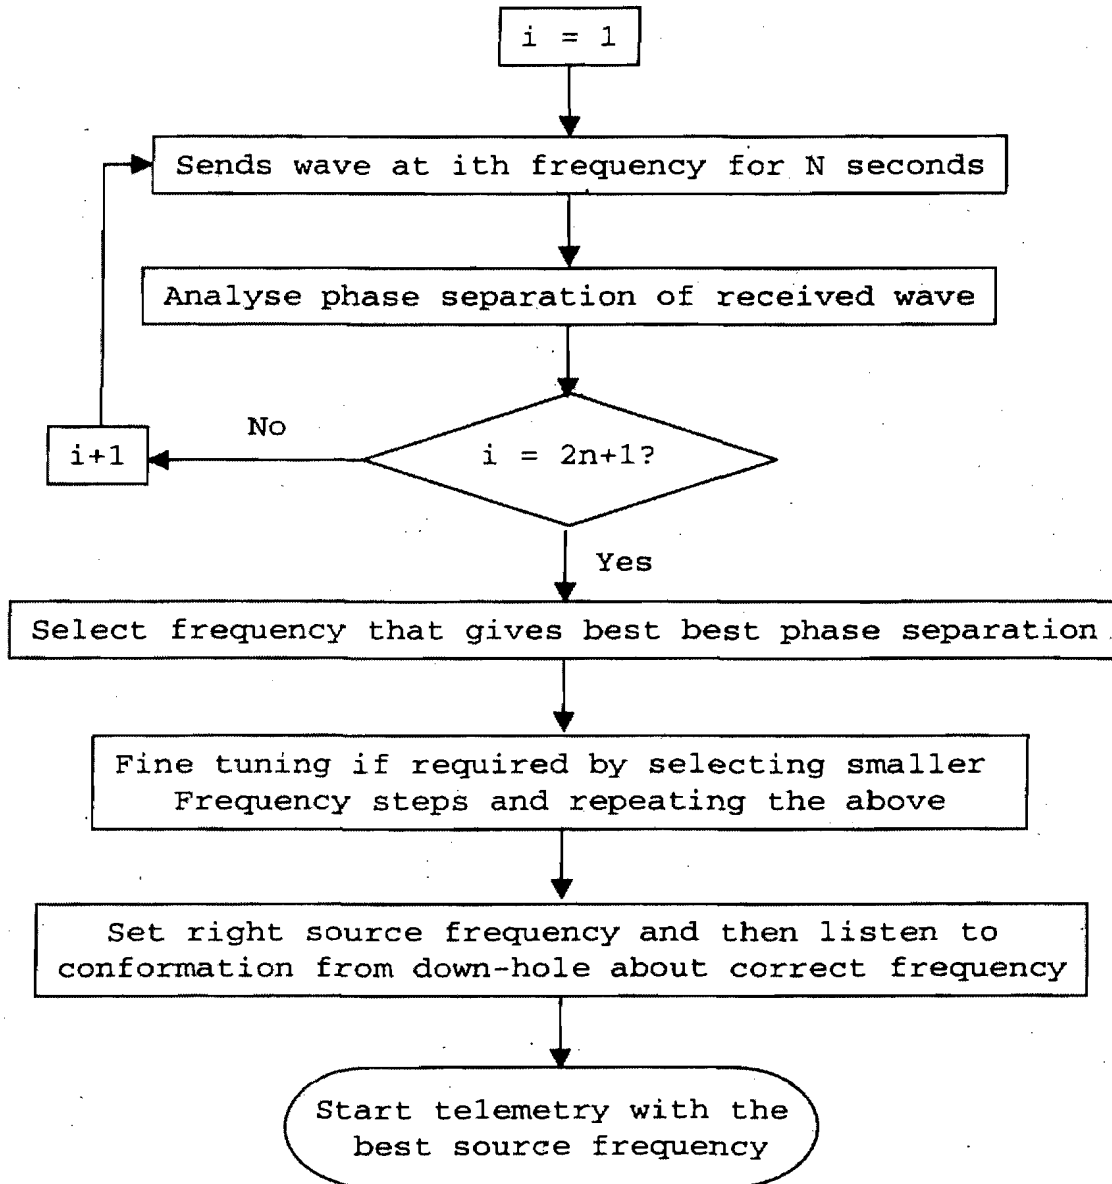 i = 1
Sends wave at ith frequency for N seconds
Analyse phase separation of received wave
No
i+1
i = 2n+1?
Yes
Select frequency that gives best best phase separation
Fine tuning if required by selecting smaller
Frequency steps and repeating the above
Set right source frequency and then listen to
conformation from down-hole about correct frequency
Start telemetry with the
best source frequency